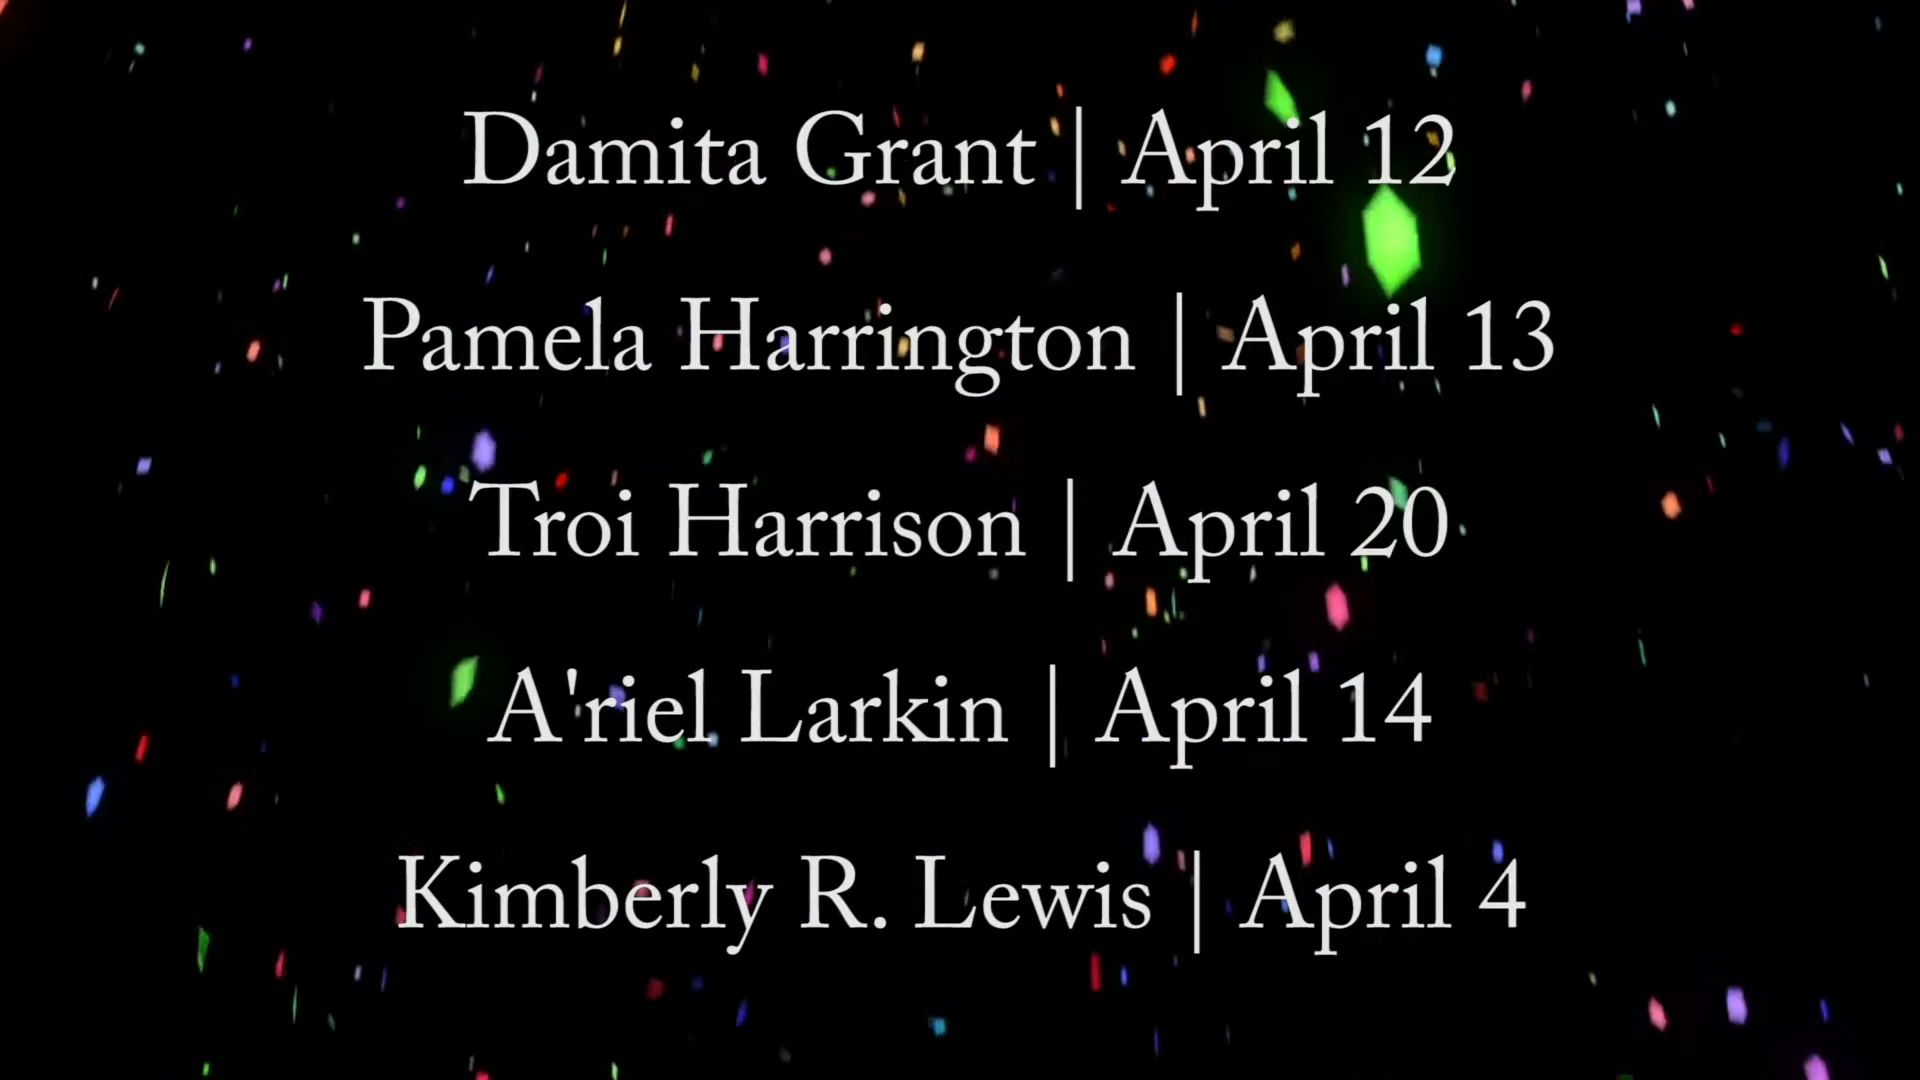 Damita Grant | April 12
Pamela Harrington | April 13
Troi Harrison | April 20
A'riel Larkin | April 14
Kimberly R. Lewis | April 4